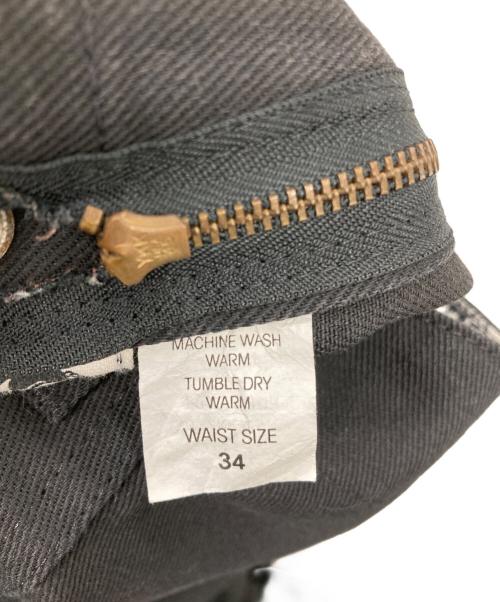 MACHINE WASH
WARM
TUMBLE DRY
WARM
WAIST SIZE
34